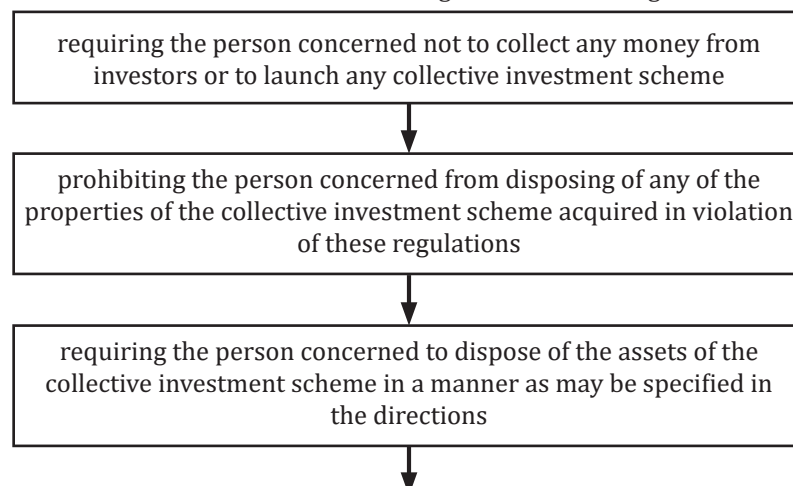 requiring the person concerned not to collect any money from
investors or to launch any collective investment scheme
prohibiting the person concerned from disposing of any of the
properties of the collective investment scheme acquired in violation
of these regulations
requiring the person concerned to dispose of the assets of the
collective investment scheme in a manner as may be specified in
the directions